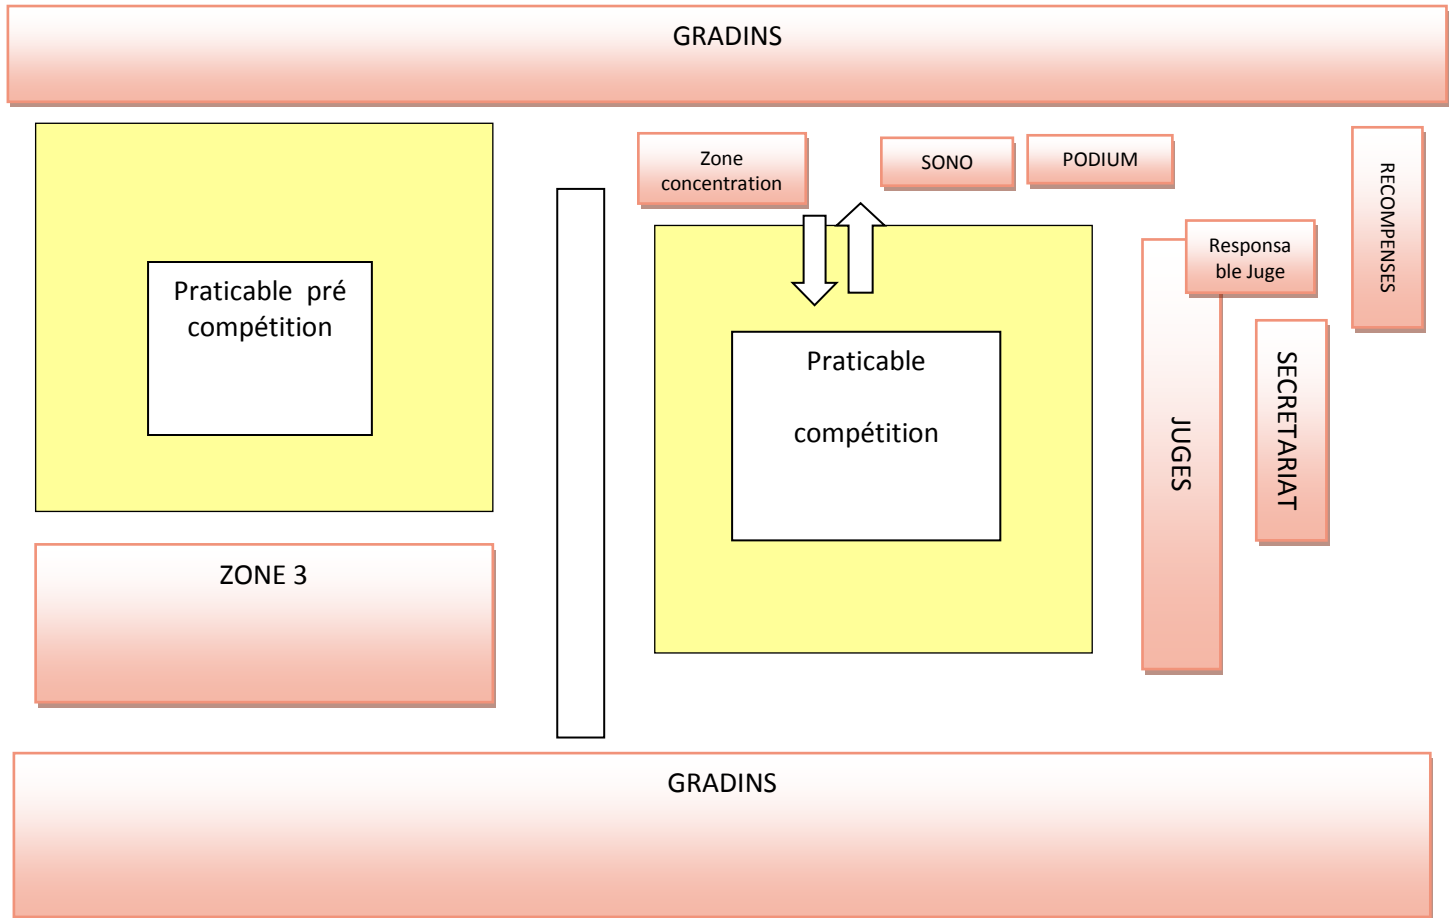 GRADINS
Zone
concentration
SONO
PODIUM
RECOMPENSES
Responsa
ble Juge
Praticable pré
compétition
Praticable
compétition
JUGES
SECRETARIAT
ZONE 3
GRADINS